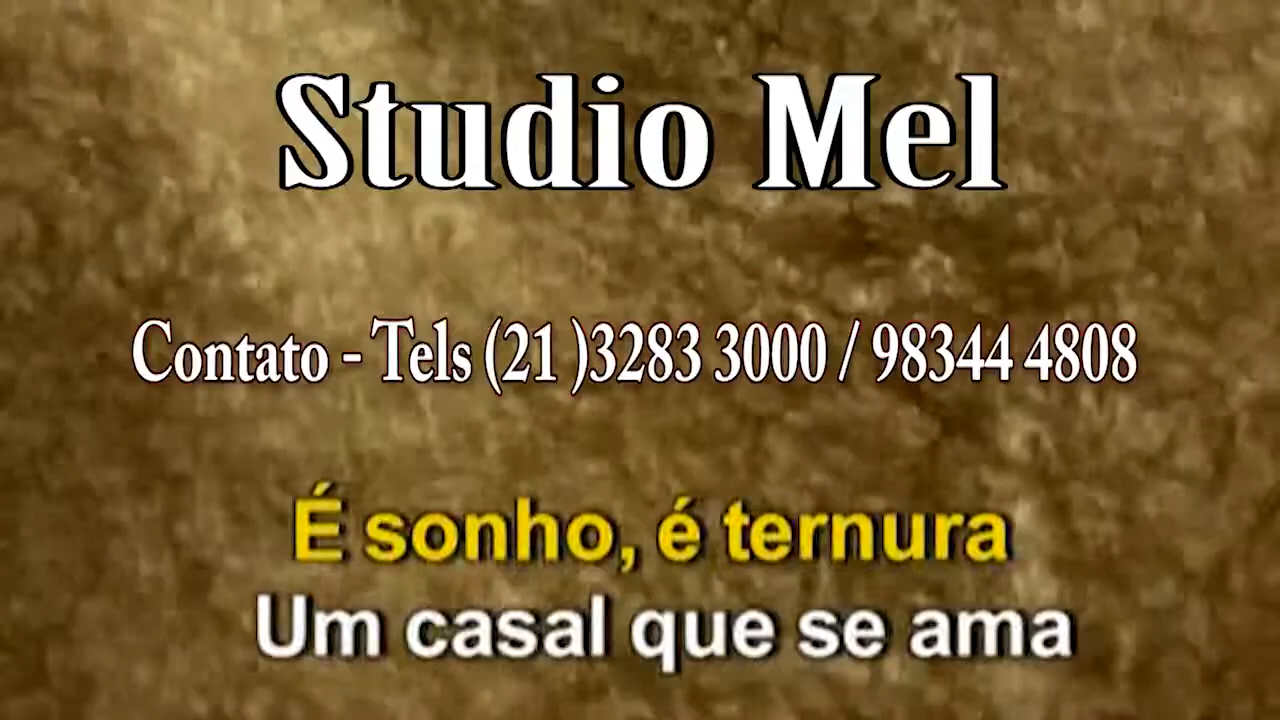 Studio Mel
Contato - Tels (21 )3283 3000 / 98344 4808
É sonho, é ternura
Um casal que se ama